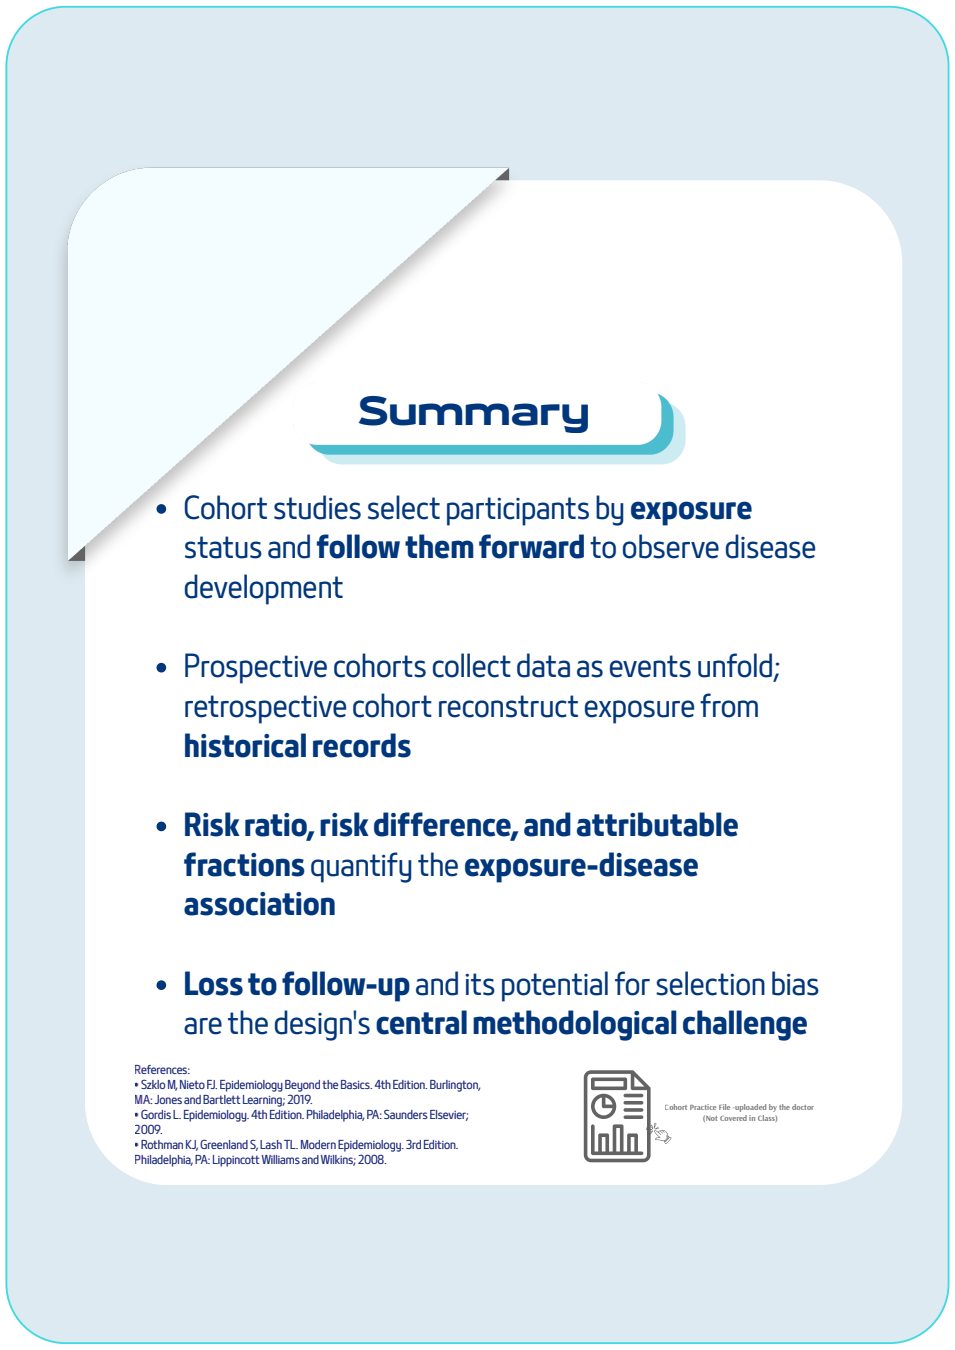 Summary
• Cohort studies select participants by exposure
status and follow them forward to observe disease
development
• Prospective cohorts collect data as events unfold;
retrospective cohort reconstruct exposure from
historical records
• Risk ratio, risk difference, and attributable
fractions quantify the exposure-disease
association
• Loss to follow-up and its potential for selection bias
are the design's central methodological challenge
References:
• Szklo M, Nieto FJ. Epidemiology Beyond the Basics. 4th Edition. Burlington,
MA: Jones and Bartlett Learning; 2019.
• Gordis L. Epidemiology. 4th Edition. Philadelphia, PA: Saunders Elsevier;
2009.
• Rothman KJ, Greenland S, Lash TL. Modern Epidemiology. 3rd Edition.
Philadelphia, PA: Lippincott Williams and Wilkins; 2008.
Cohort Practice File -uploaded by the doctor
(Not Covered in Class)